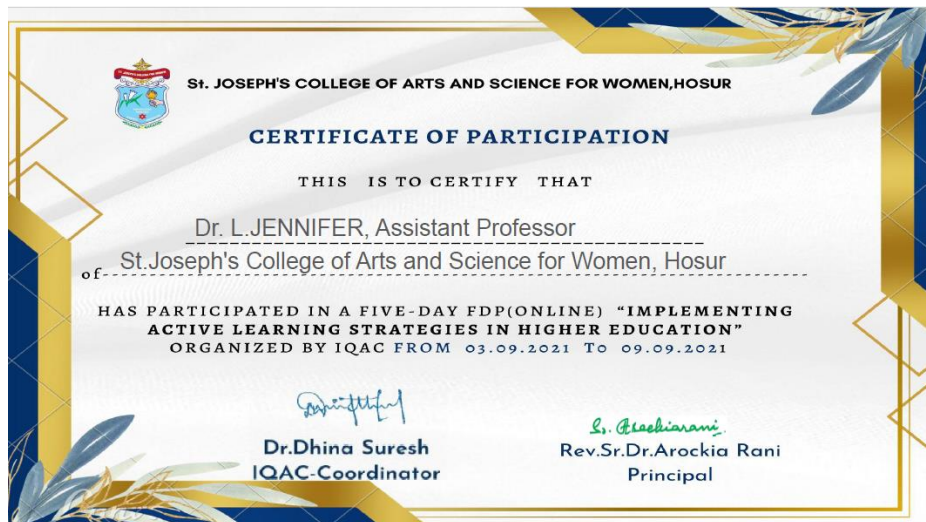 St. JOSEPH'S COLLEGE OF ARTS AND SCIENCE FOR WOMEN,HOSUR
CERTIFICATE OF PARTICIPATION
THIS IS TO CERTIFY THAT
Dr. L.JENNIFER, Assistant Professor
of St.Joseph's College of Arts and Science for Women, Hosur
HAS PARTICIPATED IN A FIVE-DAY FDP(ONLINE) "IMPLEMENTING
ACTIVE LEARNING STRATEGIES IN HIGHER EDUCATION"
ORGANIZED BY IQAC FROM 03.09.2021 To 09.09.2021
Dr.Dhina Suresh
IQAC-Coordinator
Rev.Sr.Dr.Arockia Rani
Principal